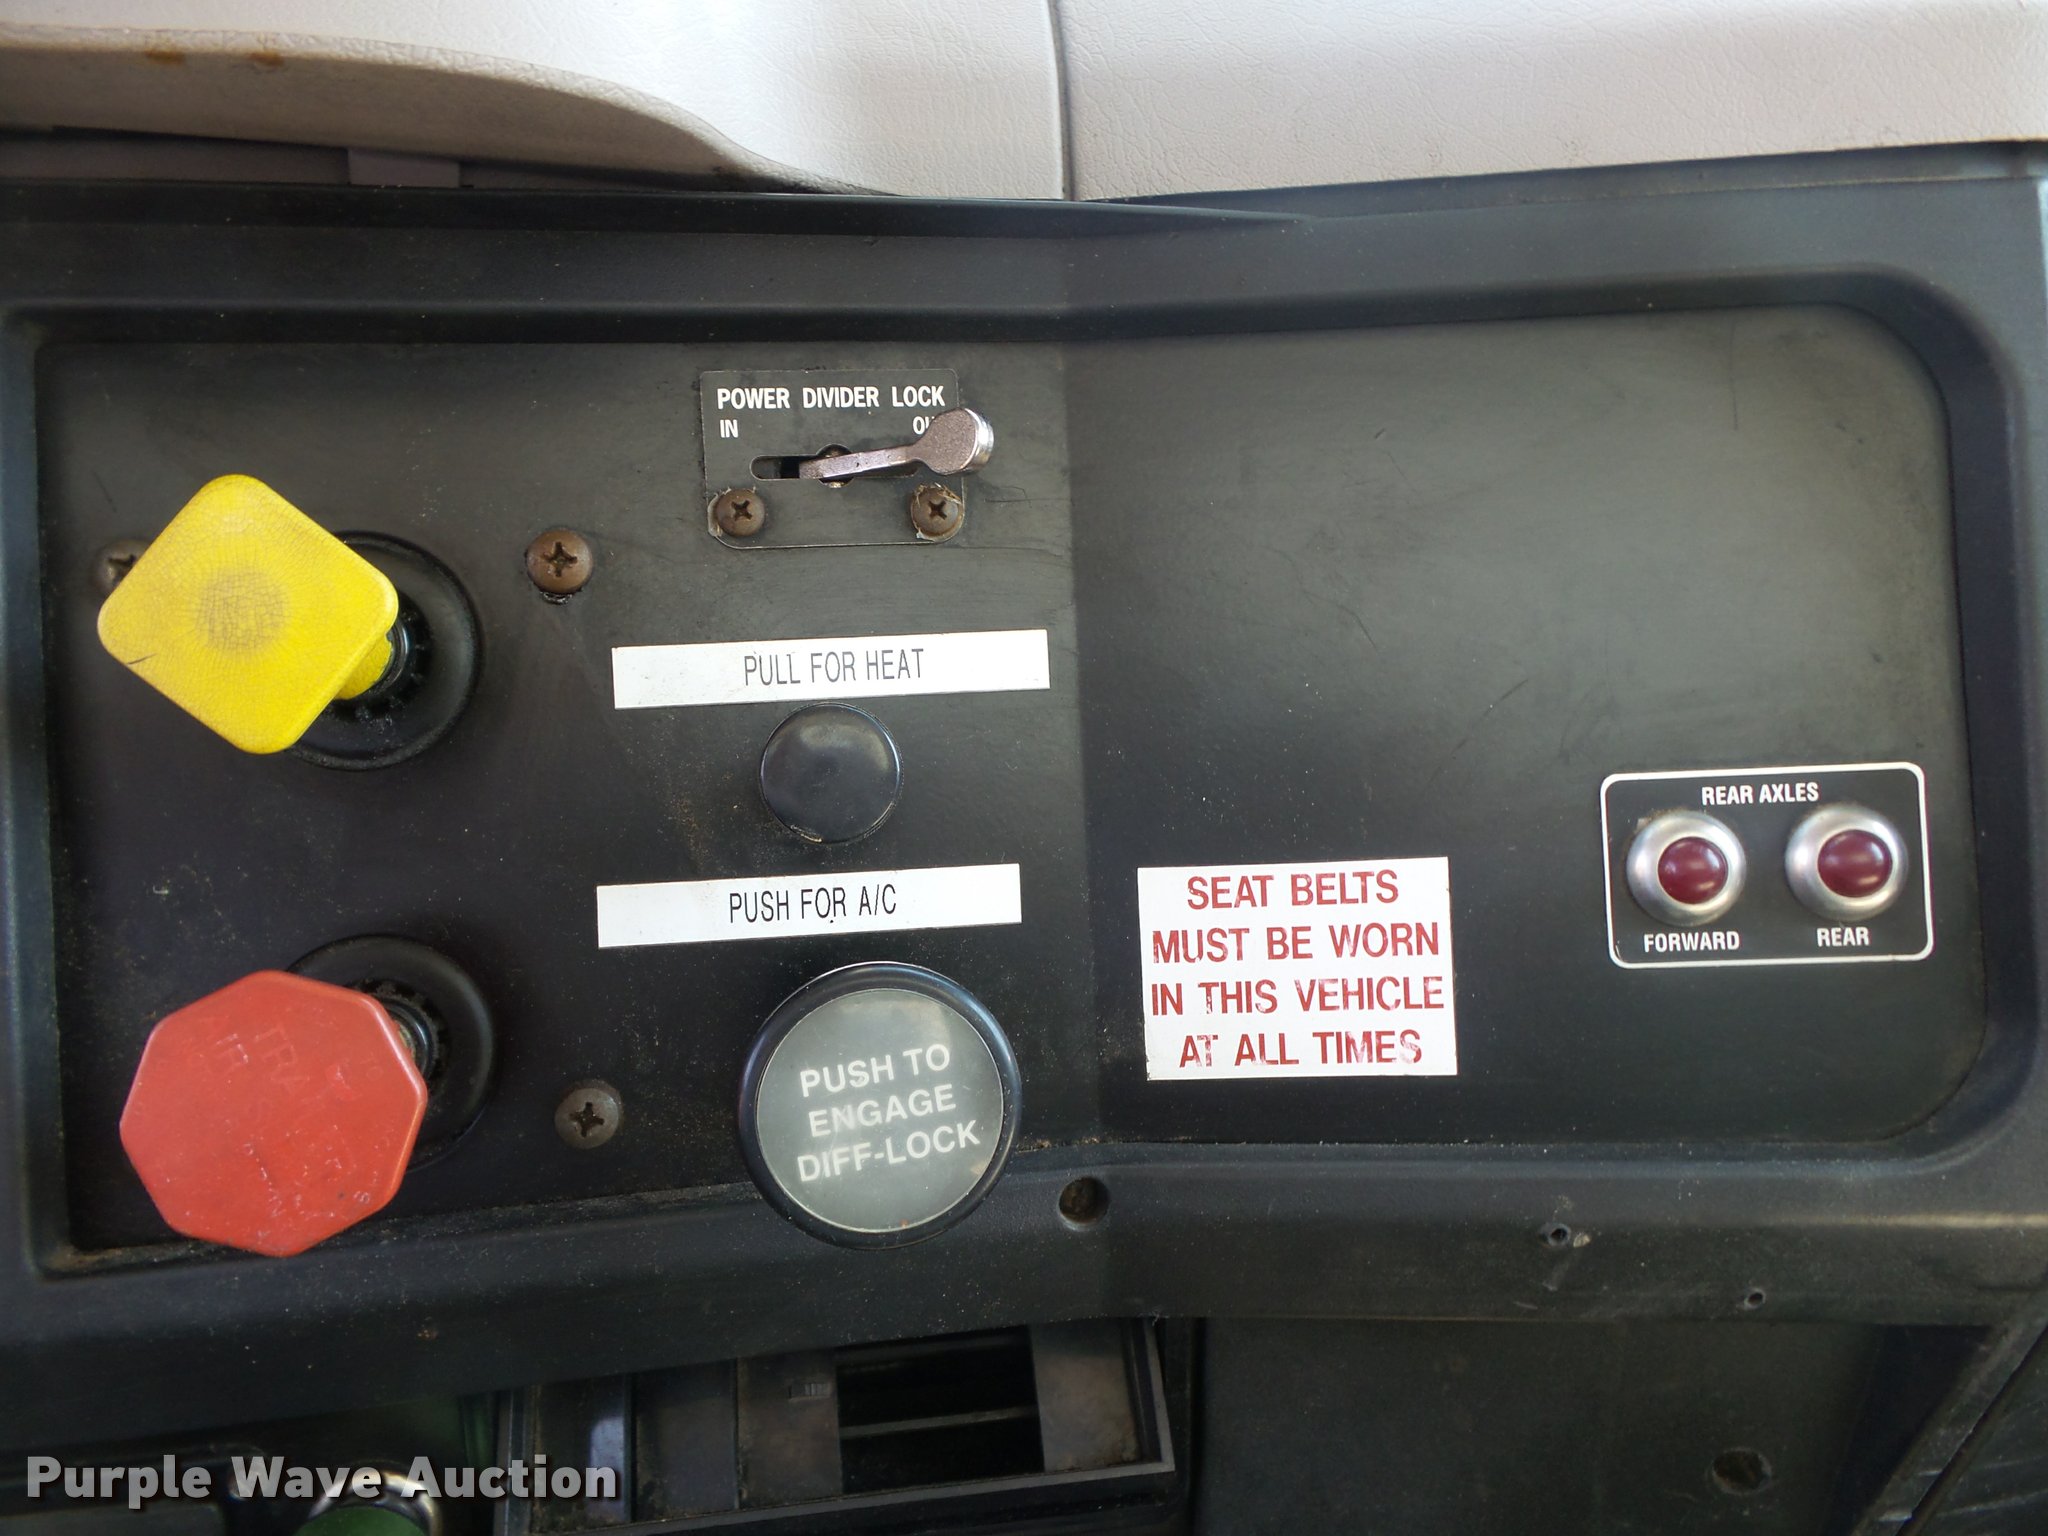 POWER DIVIDER LOCK
IN
PULL FOR HEAT
PUSH FOR A/C
PUSH TO
ENGAGE
DIFF-LOCK
SEAT BELTS
MUST BE WORN
IN THIS VEHICLE
AT ALL TIMES
REAR AXLES
FORWARD REAR
Purple Wave Auction